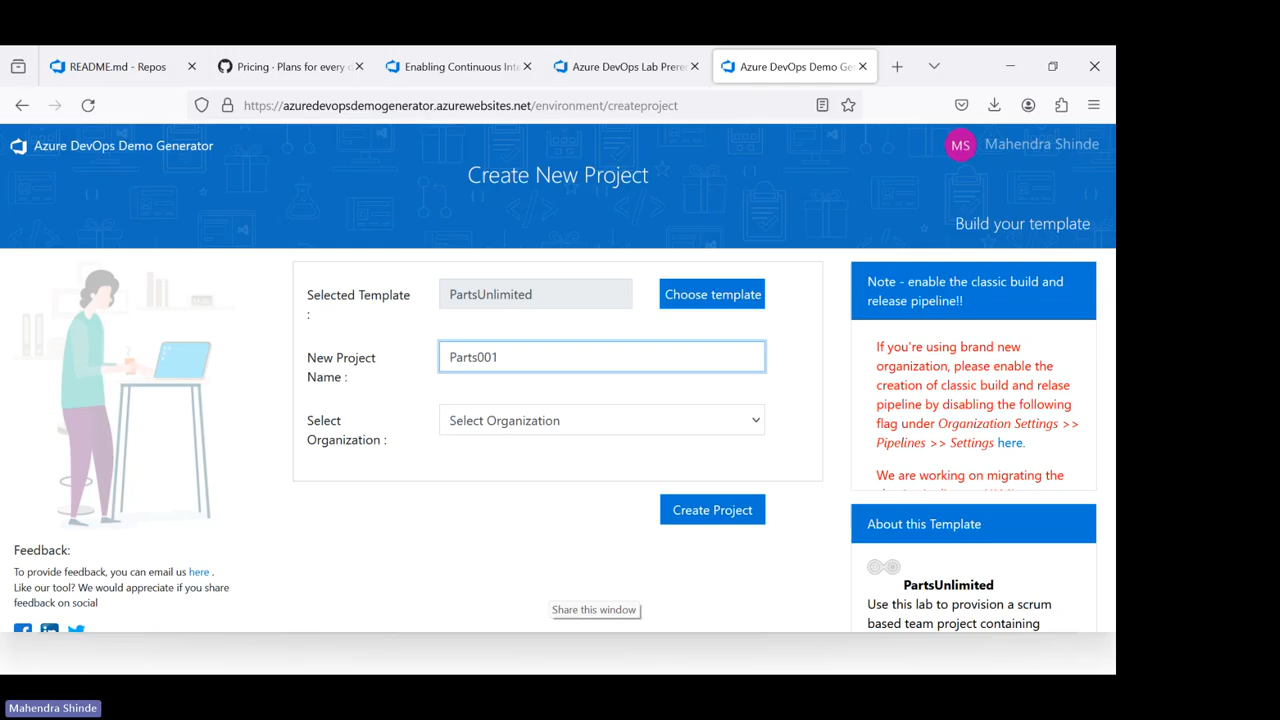 README.md - Repos
Pricing · Plans for every d
Enabling Continuous Inte
Azure DevOps Lab Prere
Azure DevOps Demo Ge
https://azuredevopsdemogenerator.azurewebsites.net/environment/createproject
Azure DevOps Demo Generator
MS
Mahendra Shinde
Create New Project
Build your template
Selected Template
:
PartsUnlimited
Choose template
New Project
Name :
Parts001
Select
Organization :
Select Organization
Create Project
Note - enable the classic build and
release pipeline!!
If you're using brand new
organization, please enable the
creation of classic build and relase
pipeline by disabling the following
flag under Organization Settings >>
Pipelines >> Settings here.
We are working on migrating the
About this Template
PartsUnlimited
Use this lab to provision a scrum
based team project containing
Feedback:
To provide feedback, you can email us here .
Like our tool? We would appreciate if you share
feedback on social
Share this window
Mahendra Shinde